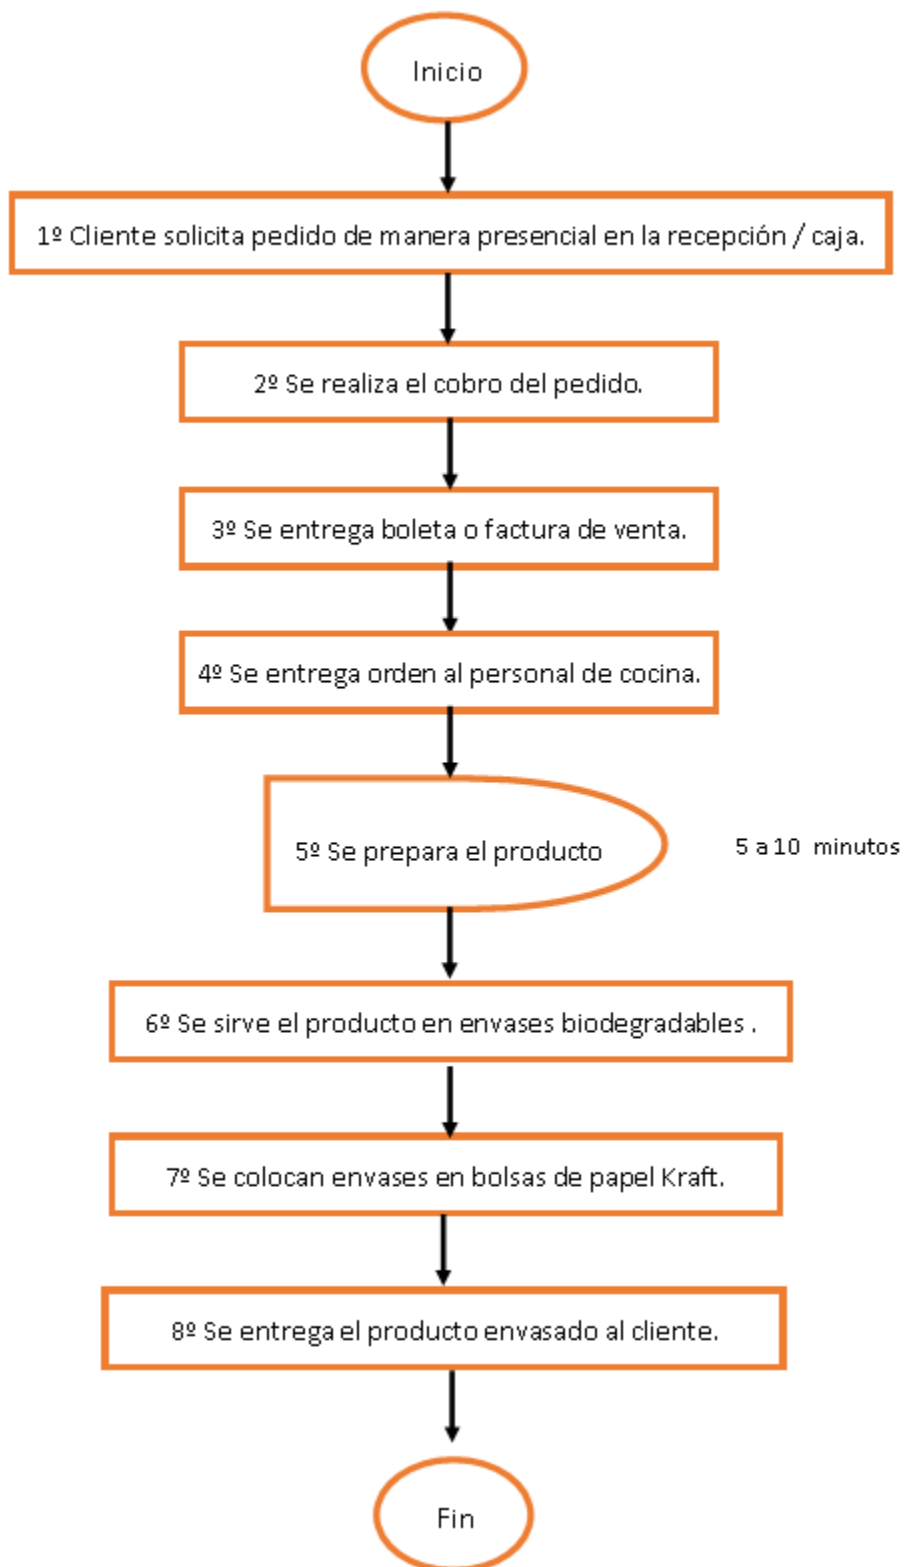 Inicio
1º Cliente solicita pedido de manera presencial en la recepción / caja.
2º Se realiza el cobro del pedido.
3º Se entrega boleta o factura de venta.
4º Se entrega orden al personal de cocina.
5º Se prepara el producto
5 a 10 minutos
6º Se sirve el producto en envases biodegradables .
7º Se colocan envases en bolsas de papel Kraft.
8º Se entrega el producto envasado al cliente.
Fin